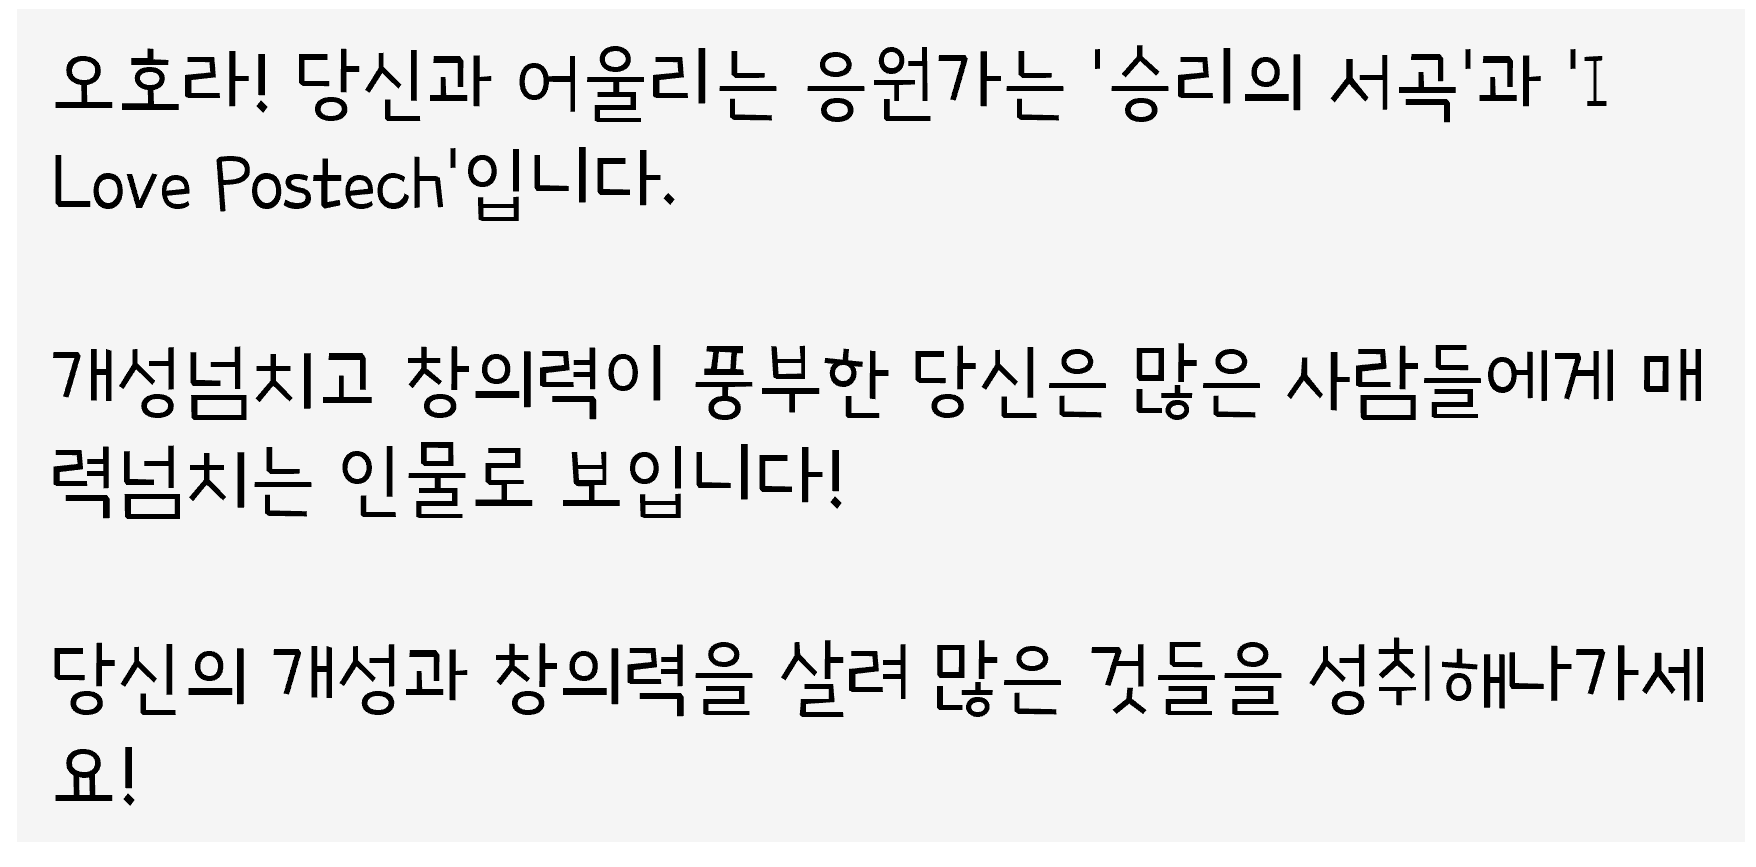 오호라! 당신과 어울리는 응원가는 '승리의 서곡'과 'I
Love Postech'입니다.
개성넘치고 창의력이 풍부한 당신은 많은 사람들에게 매
력넘치는 인물로 보입니다!
당신의 개성과 창의력을 살려 많은 것들을 성취해나가세
요!